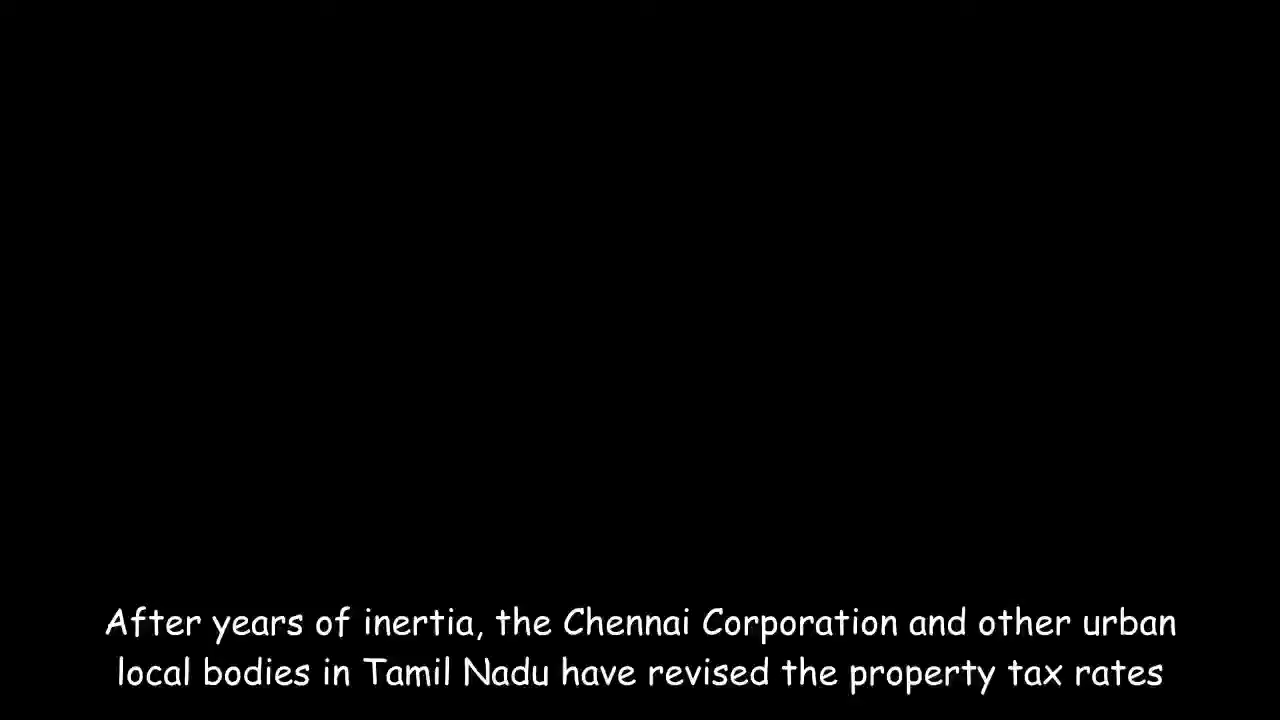 After years of inertia, the Chennai Corporation and other urban
local bodies in Tamil Nadu have revised the property tax rates